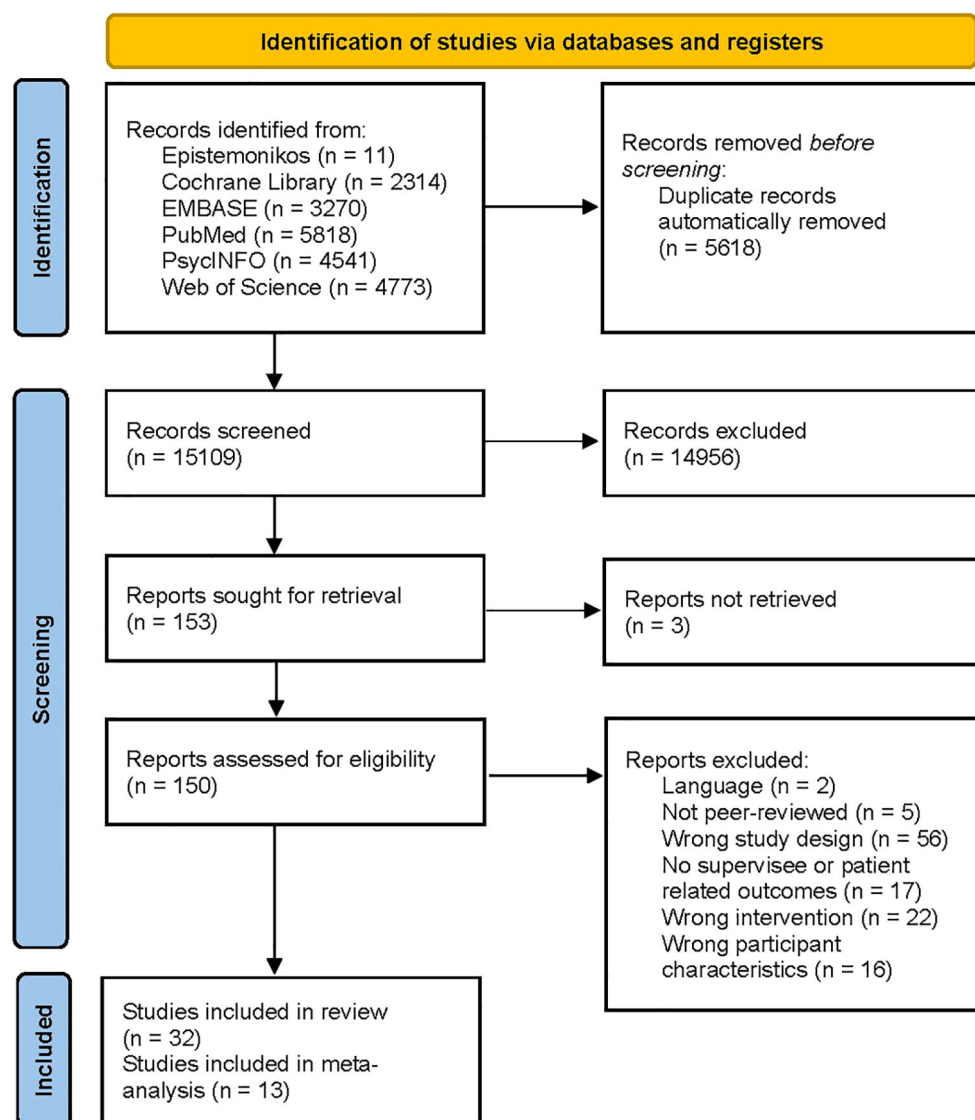 Identification of studies via databases and registers
Identification
Records identified from:
Epistemonikos (n = 11)
Cochrane Library (n = 2314)
EMBASE (n = 3270)
PubMed (n = 5818)
PsycINFO (n = 4541)
Web of Science (n = 4773)
Records removed before
screening:
Duplicate records
automatically removed
(n = 5618)
Screening
Records screened
(n = 15109)
Records excluded
(n = 14956)
Reports sought for retrieval
(n = 153)
Reports not retrieved
(n = 3)
Reports assessed for eligibility
(n = 150)
Reports excluded:
Language (n = 2)
Not peer-reviewed (n = 5)
Wrong study design (n = 56)
No supervisee or patient
related outcomes (n = 17)
Wrong intervention (n = 22)
Wrong participant
characteristics (n = 16)
Included
Studies included in review
(n = 32)
Studies included in meta-
analysis (n = 13)